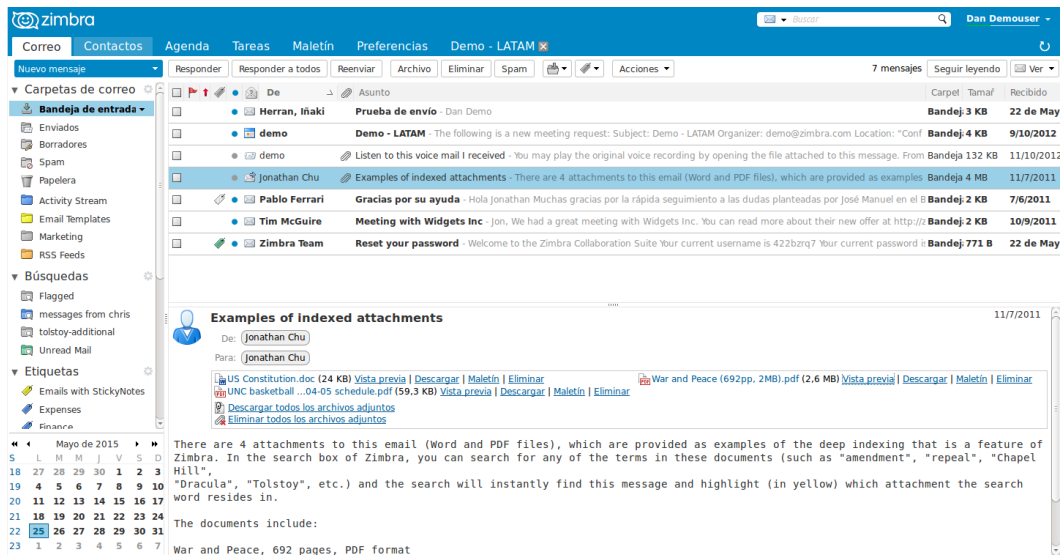 zimbra
Buscar
Dan Demouser
Correo Contactos Agenda Tareas Maletín Preferencias Demo - LATAM
Nuevo mensaje
Responder Responder a todos Reenviar Archivo Eliminar Spam Acciones 7 mensajes Seguir leyendo Ver
Carpetas de correo
Bandeja de entrada
Enviados
Borradores
Spam
Papelera
Activity Stream
Email Templates
Marketing
RSS Feeds
Búsquedas
Flagged
messages from chris
tolstoy-additional
Unread Mail
Etiquetas
Emails with StickyNotes
Expenses
Finance
Mayo de 2015
S L M M J V S D
18 27 28 29 30 1 2 3
19 4 5 6 7 8 9 10
20 11 12 13 14 15 16 17
21 18 19 20 21 22 23 24
22 25 26 27 28 29 30 31
23 1 2 3 4 5 6 7
De Asunto Carpet Tamañ Recibido
Herran, Iñaki Prueba de envío - Dan Demo Bandeja 3 KB 22 de May
demo Demo - LATAM - The following is a new meeting request: Subject: Demo - LATAM Organizer: demo@zimbra.com Location: "Conf Bandeja 4 KB 9/10/2012
demo Listen to this voice mail I received - You may play the original voice recording by opening the file attached to this message. From Bandeja 132 KB 11/10/2012
Jonathan Chu Examples of indexed attachments - There are 4 attachments to this email (Word and PDF files), which are provided as examples Bandeja 4 MB 11/7/2011
Pablo Ferrari Gracias por su ayuda - Hola Jonathan Muchas gracias por la rápida seguimiento a las dudas planteadas por José Manuel en el B Bandeja 2 KB 7/6/2011
Tim McGuire Meeting with Widgets Inc - Jon, We had a great meeting with Widgets Inc. You can read more about their new offer at http://z Bandeja 2 KB 10/9/2011
Zimbra Team Reset your password - Welcome to the Zimbra Collaboration Suite Your current username is 422bzrq7 Your current password is Bandeja 771 B 22 de May
Examples of indexed attachments 11/7/2011
De: Jonathan Chu
Para: Jonathan Chu
US Constitution.doc (24 KB) Vista previa | Descargar | Maletín | Eliminar War and Peace (692pp, 2MB).pdf (2,6 MB) Vista previa | Descargar | Maletín | Eliminar
UNC basketball ...04-05 schedule.pdf (59,3 KB) Vista previa | Descargar | Maletín | Eliminar
Descargar todos los archivos adjuntos
Eliminar todos los archivos adjuntos
There are 4 attachments to this email (Word and PDF files), which are provided as examples of the deep indexing that is a feature of
Zimbra. In the search box of Zimbra, you can search for any of the terms in these documents (such as "amendment", "repeal", "Chapel
Hill",
"Dracula", "Tolstoy", etc.) and the search will instantly find this message and highlight (in yellow) which attachment the search
word resides in.
The documents include:
War and Peace, 692 pages, PDF format